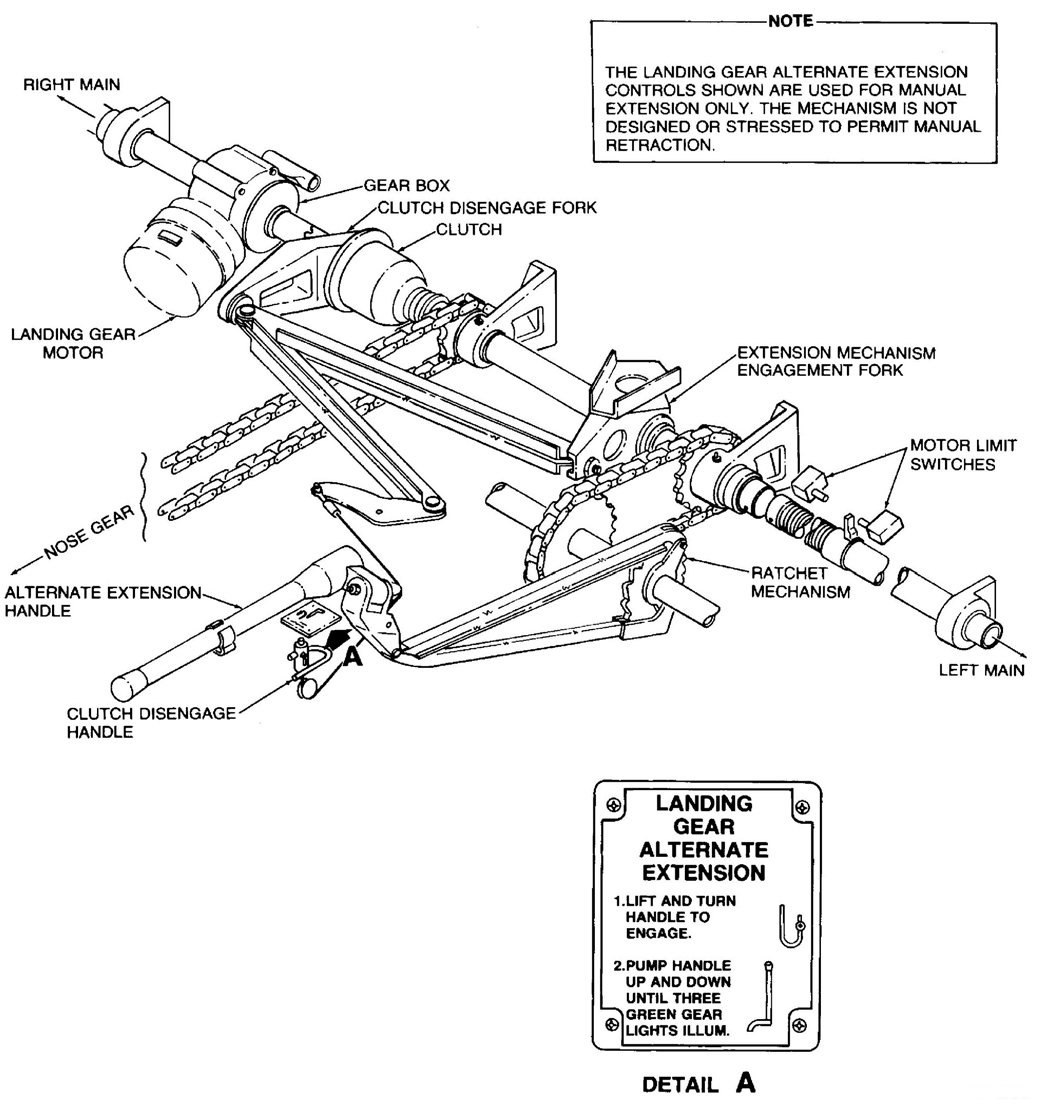 NOTE
THE LANDING GEAR ALTERNATE EXTENSION
CONTROLS SHOWN ARE USED FOR MANUAL
EXTENSION ONLY. THE MECHANISM IS NOT
DESIGNED OR STRESSED TO PERMIT MANUAL
RETRACTION.
RIGHT MAIN
GEAR BOX
CLUTCH DISENGAGE FORK
CLUTCH
LANDING GEAR
MOTOR
EXTENSION MECHANISM
ENGAGEMENT FORK
MOTOR LIMIT
SWITCHES
NOSE GEAR
ALTERNATE EXTENSION
HANDLE
RATCHET
MECHANISM
A
LEFT MAIN
CLUTCH DISENGAGE
HANDLE
LANDING
GEAR
ALTERNATE
EXTENSION
1.LIFT AND TURN
HANDLE TO
ENGAGE.
2.PUMP HANDLE
UP AND DOWN
UNTIL THREE
GREEN GEAR
LIGHTS ILLUM.
DETAIL A